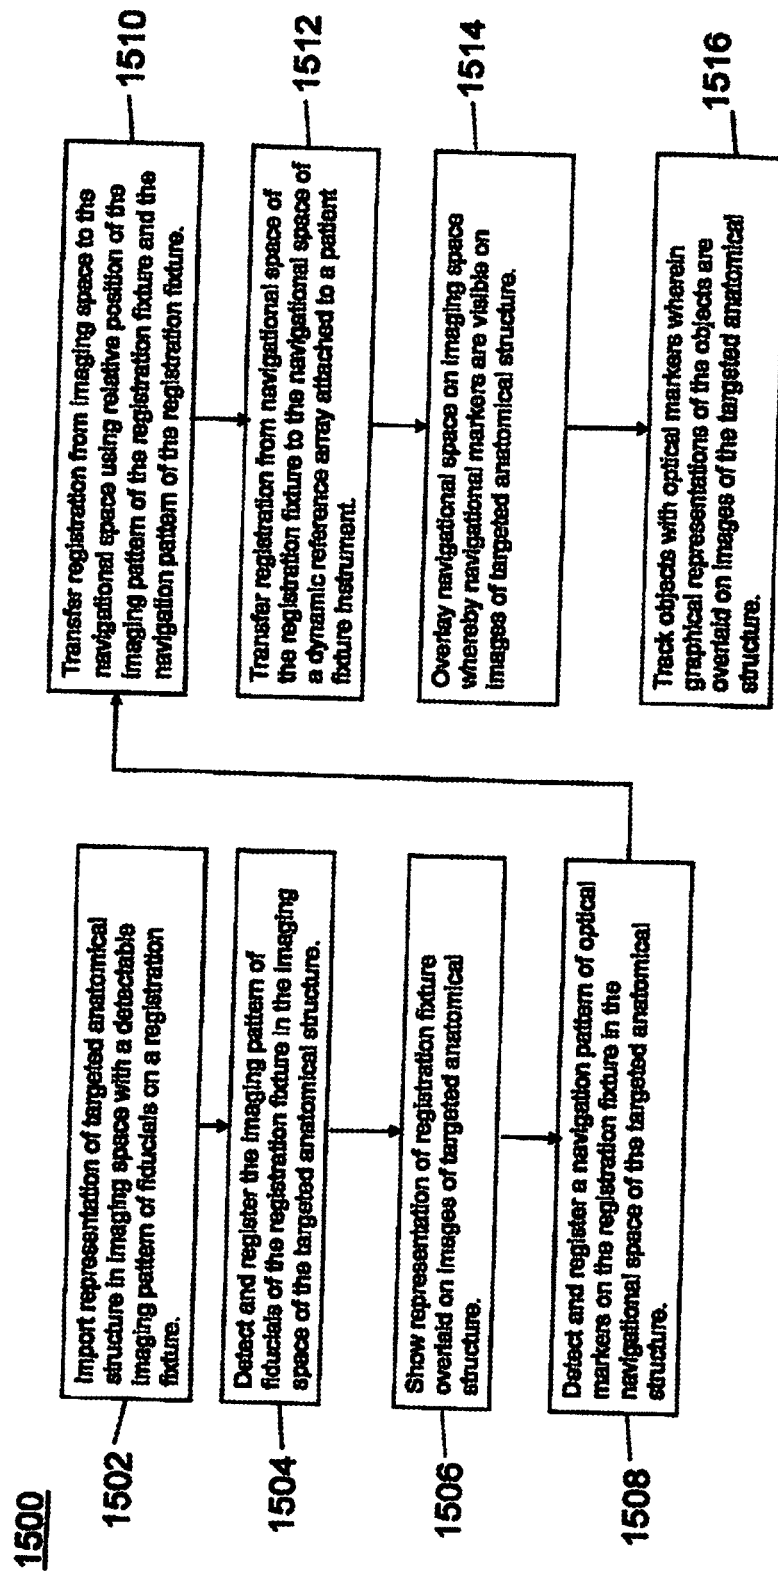 1500
1502
Import representation of targeted anatomical
structure in imaging space with a detectable
imaging pattern of fiducials on a registration
fixture.
1504
Detect and register the imaging pattern of
fiducials of the registration fixture in the imaging
space of the targeted anatomical structure.
1506
Show representation of registration fixture
overlaid on images of targeted anatomical
structure.
1508
Detect and register a navigation pattern of optical
markers on the registration fixture in the
navigational space of the targeted anatomical
structure.
1510
Transfer registration from imaging space to the
navigational space using relative position of the
imaging pattern of the registration fixture and the
navigation pattern of the registration fixture.
1512
Transfer registration from navigational space of
the registration fixture to the navigational space of
a dynamic reference array attached to a patient
fixture instrument.
1514
Overlay navigational space on imaging space
whereby navigational markers are visible on
images of targeted anatomical structure.
1516
Track objects with optical markers wherein
graphical representations of the objects are
overlaid on images of the targeted anatomical
structure.